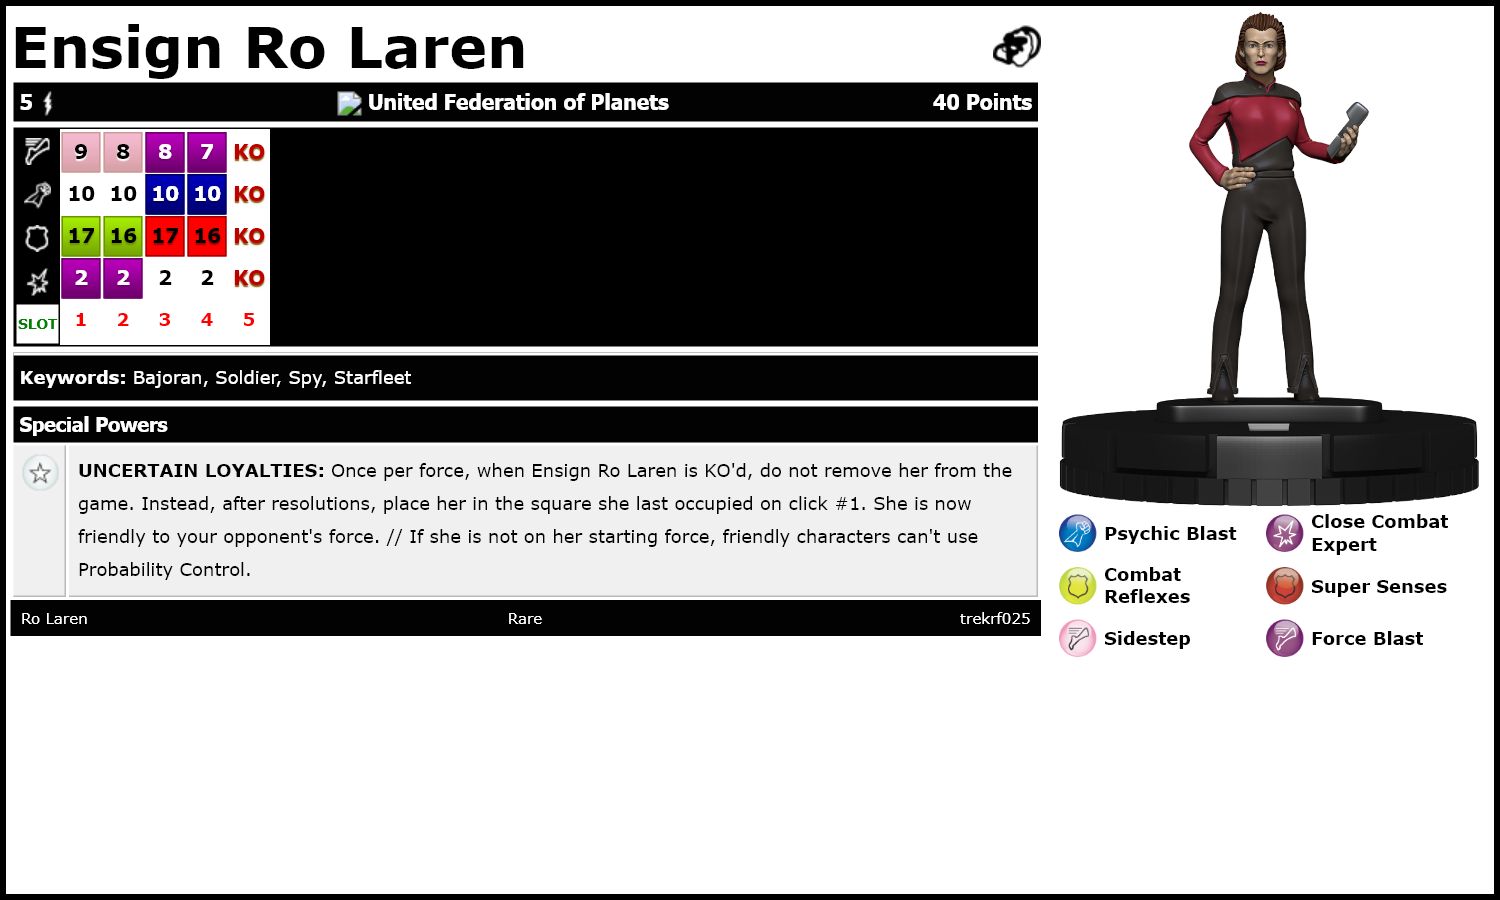 Ensign Ro Laren
5 United Federation of Planets 40 Points
9 8 8 7 KO
10 10 10 10 KO
17 16 17 16 KO
2 2 2 2 KO
SLOT 1 2 3 4 5
Keywords: Bajoran, Soldier, Spy, Starfleet
Special Powers
UNCERTAIN LOYALTIES: Once per force, when Ensign Ro Laren is KO'd, do not remove her from the
game. Instead, after resolutions, place her in the square she last occupied on click #1. She is now
friendly to your opponent's force. // If she is not on her starting force, friendly characters can't use
Probability Control.
Ro Laren Rare trekrf025
Psychic Blast
Close Combat
Expert
Combat
Reflexes
Super Senses
Sidestep
Force Blast